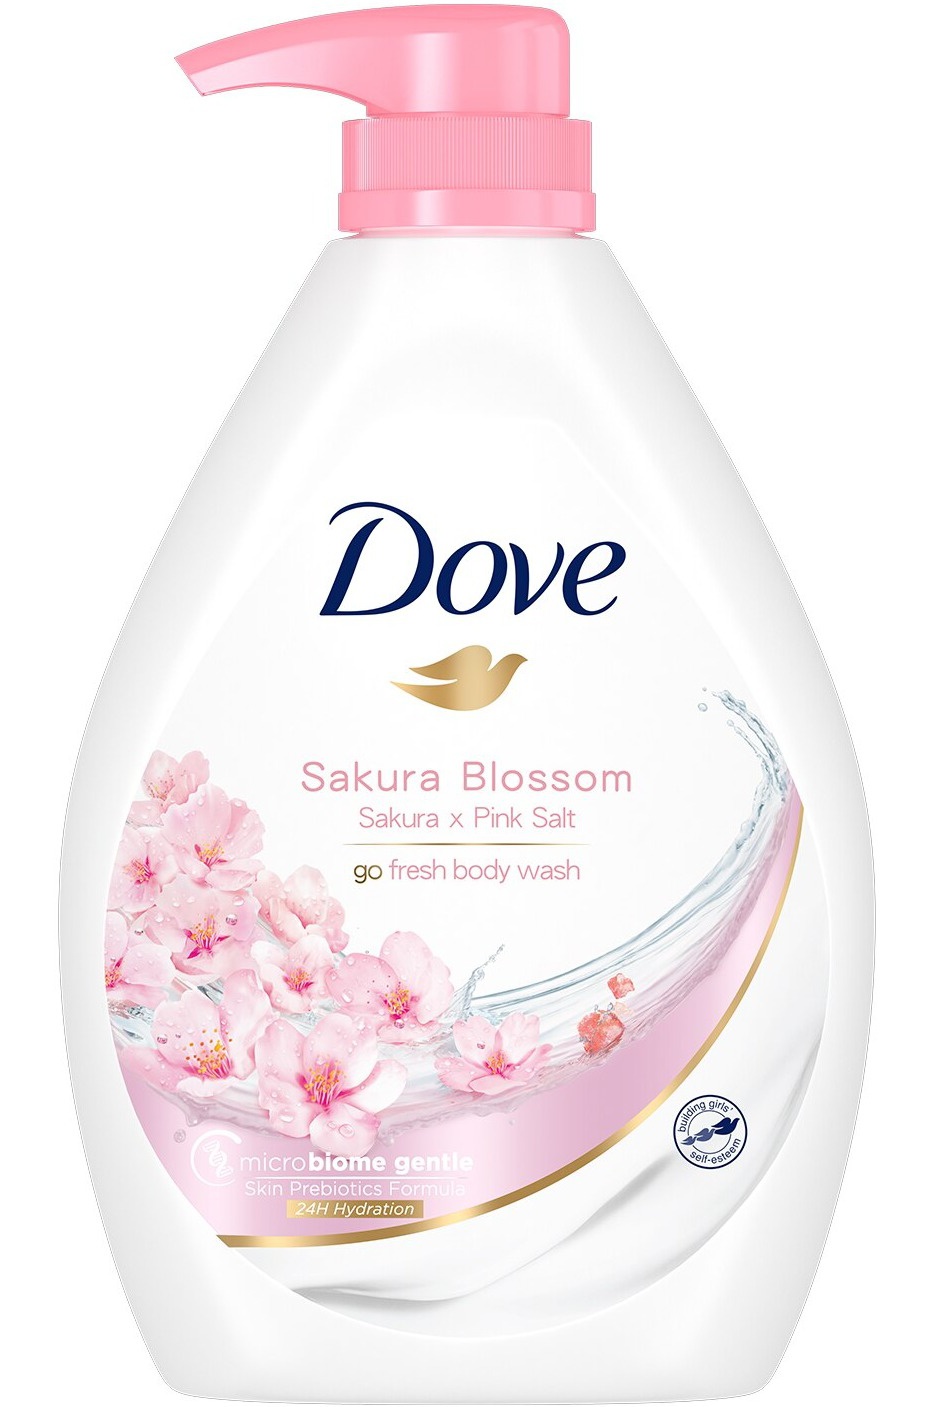 Dove
Sakura Blossom
Sakura x Pink Salt
go fresh body wash
building girls'
self-esteem
microbiome gentle
Skin Prebiotics Formula
24H Hydration